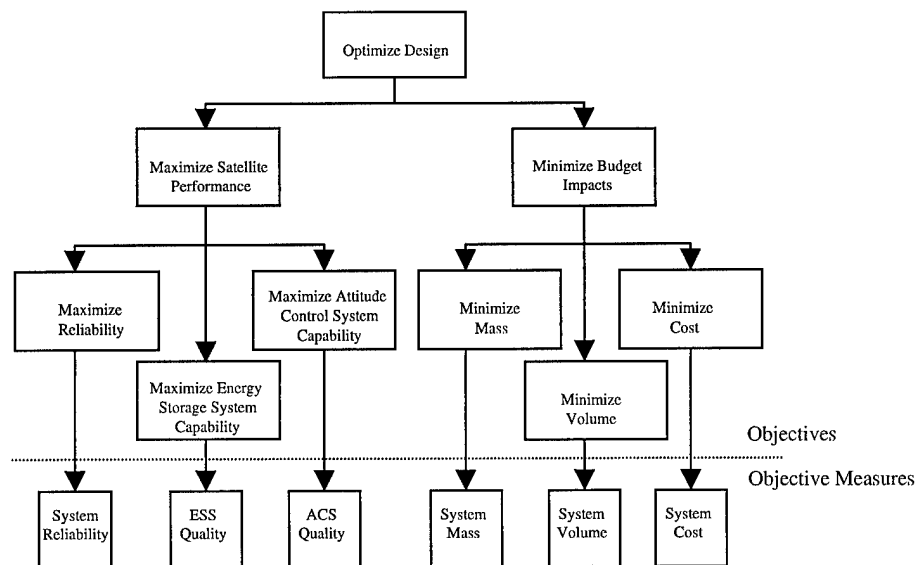 Optimize Design
Maximize Satellite
Performance
Minimize Budget
Impacts
Maximize
Reliability
Maximize Attitude
Control System
Capability
Minimize
Mass
Minimize
Cost
Maximize Energy
Storage System
Capability
Minimize
Volume
Objectives
Objective Measures
System
Reliability
ESS
Quality
ACS
Quality
System
Mass
System
Volume
System
Cost